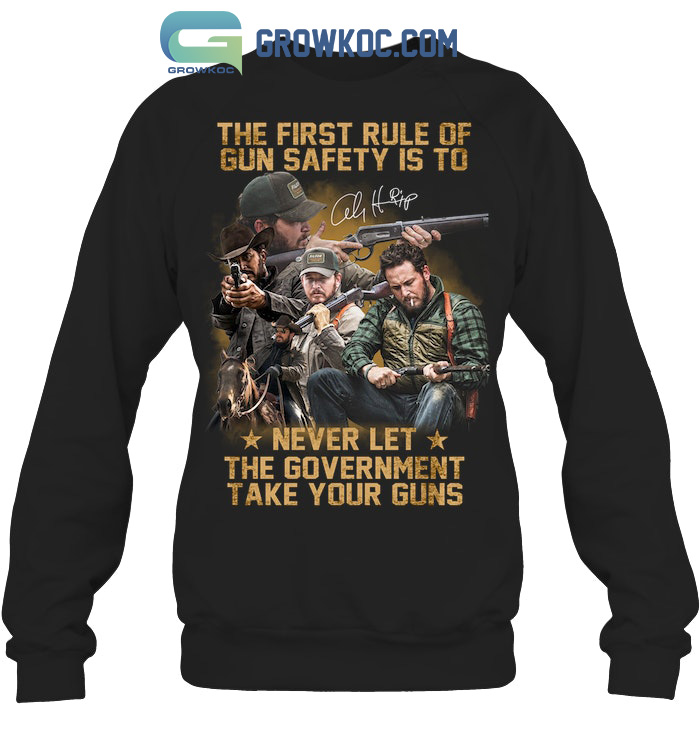 GROWKOC.COM
GROWKOC
THE FIRST RULE OF
GUN SAFETY IS TO
★ NEVER LET ★
THE GOVERNMENT
TAKE YOUR GUNS